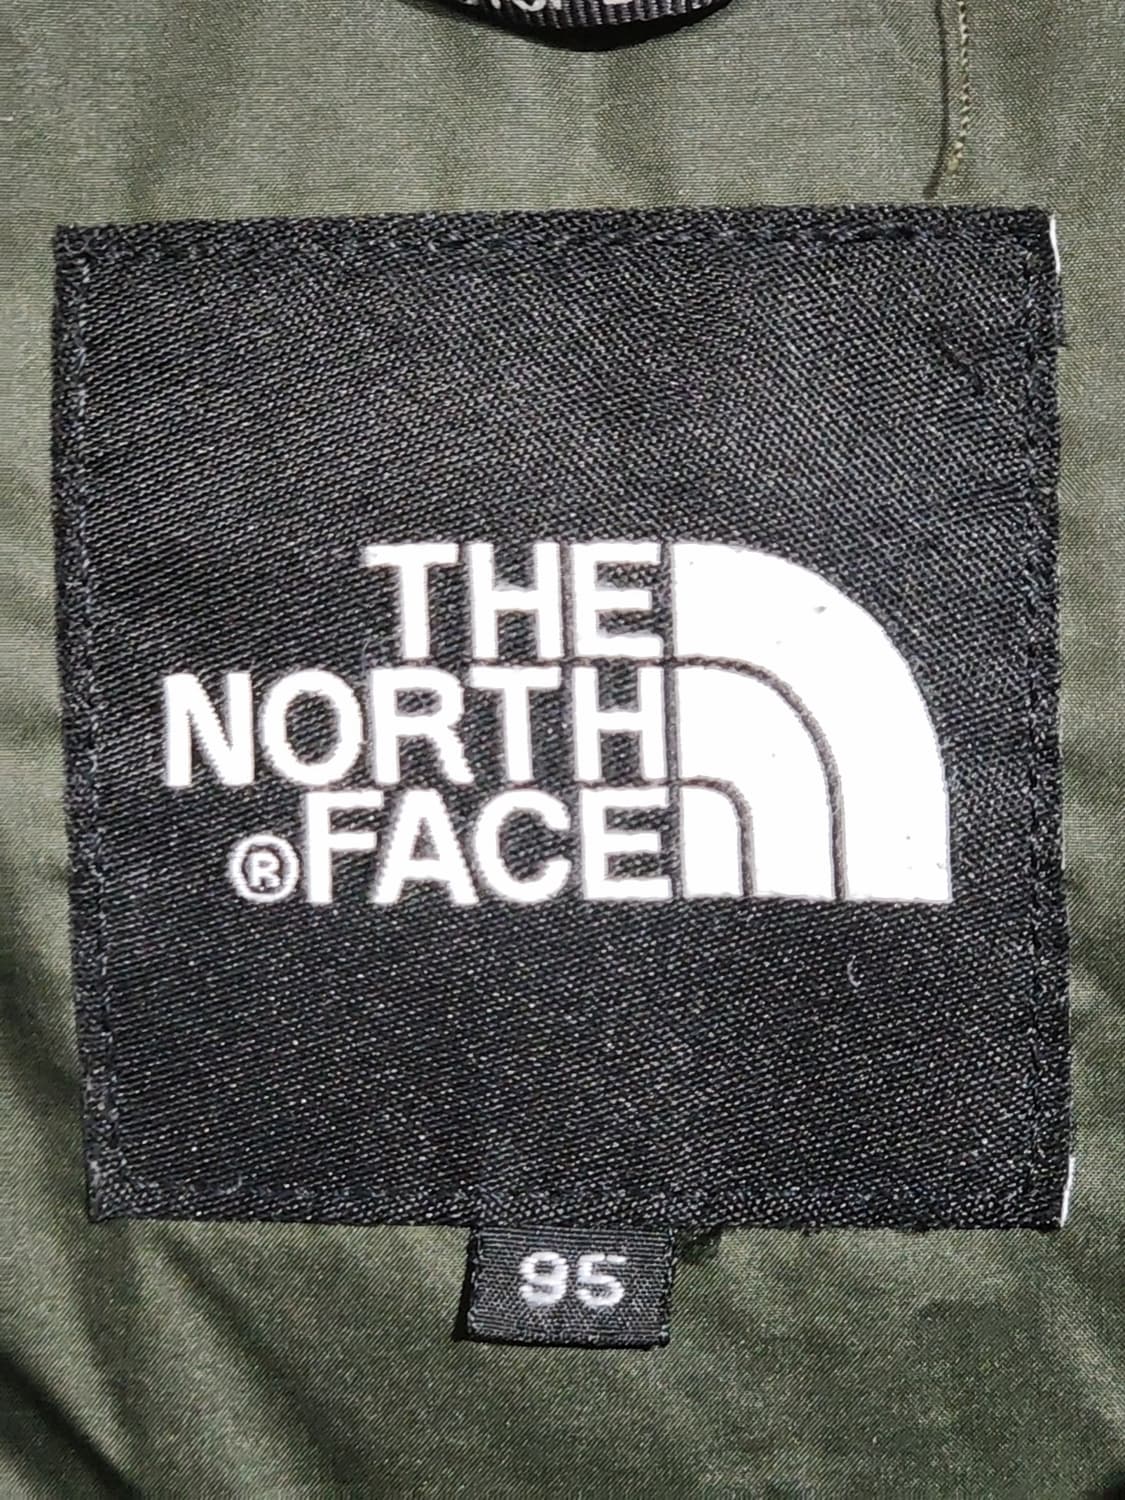 THE
NORTH
®FACE
95